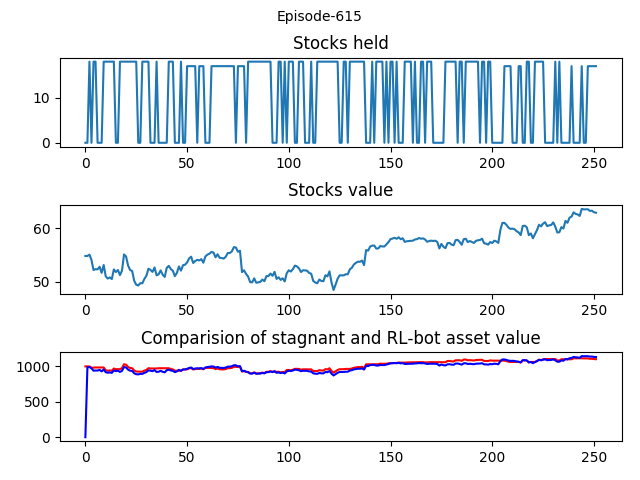 Episode-615
Stocks held
10
0
0 50 100 150 200 250
Stocks value
60
50
0 50 100 150 200 250
Comparision of stagnant and RL-bot asset value
1000
500
0
0 50 100 150 200 250